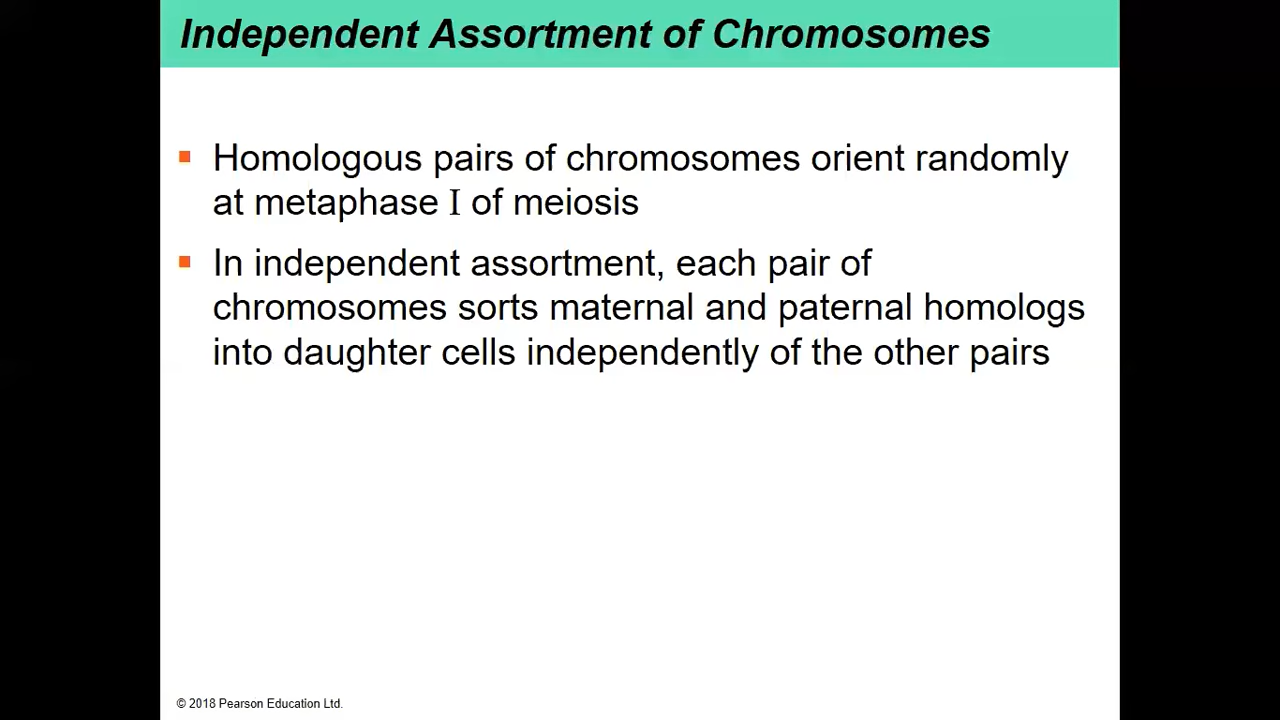 Independent Assortment of Chromosomes
▪ Homologous pairs of chromosomes orient randomly
at metaphase I of meiosis
▪ In independent assortment, each pair of
chromosomes sorts maternal and paternal homologs
into daughter cells independently of the other pairs
© 2018 Pearson Education Ltd.